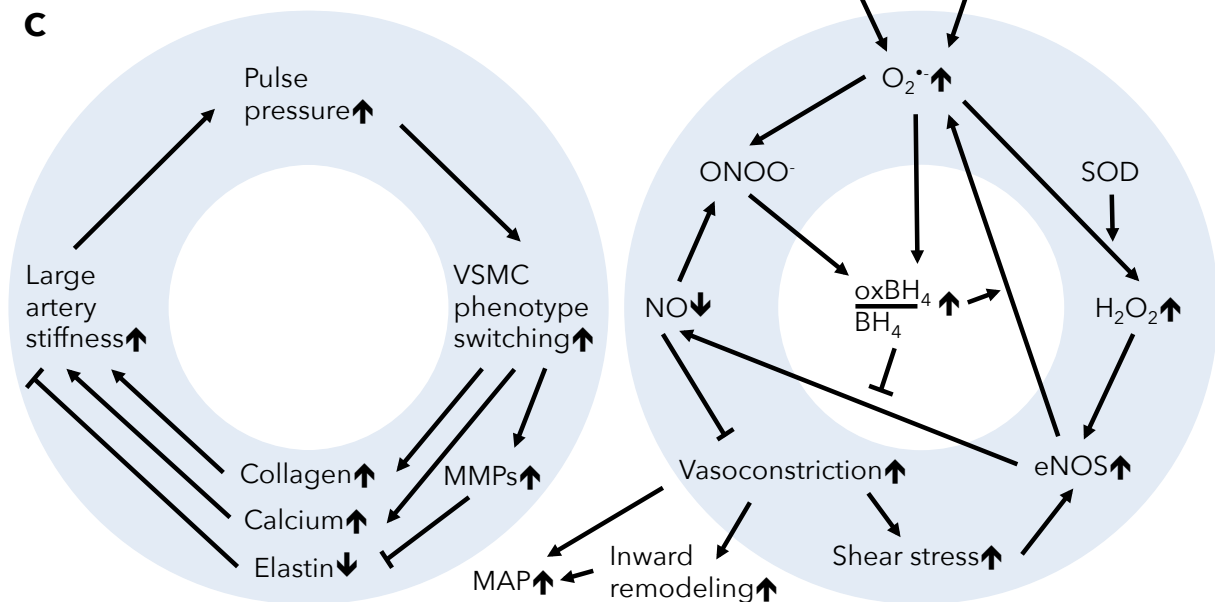 C
Pulse
pressure↑
Large
artery
stiffness↑
VSMC
phenotype
switching↑
Collagen↑
MMPs↑
Calcium↑
Elastin↓
O₂•-↑
ONOO-
SOD
NO↓
oxBH₄↑
BH₄
H₂O₂↑
Vasoconstriction↑
eNOS↑
Shear stress↑
Inward
remodeling↑
MAP↑